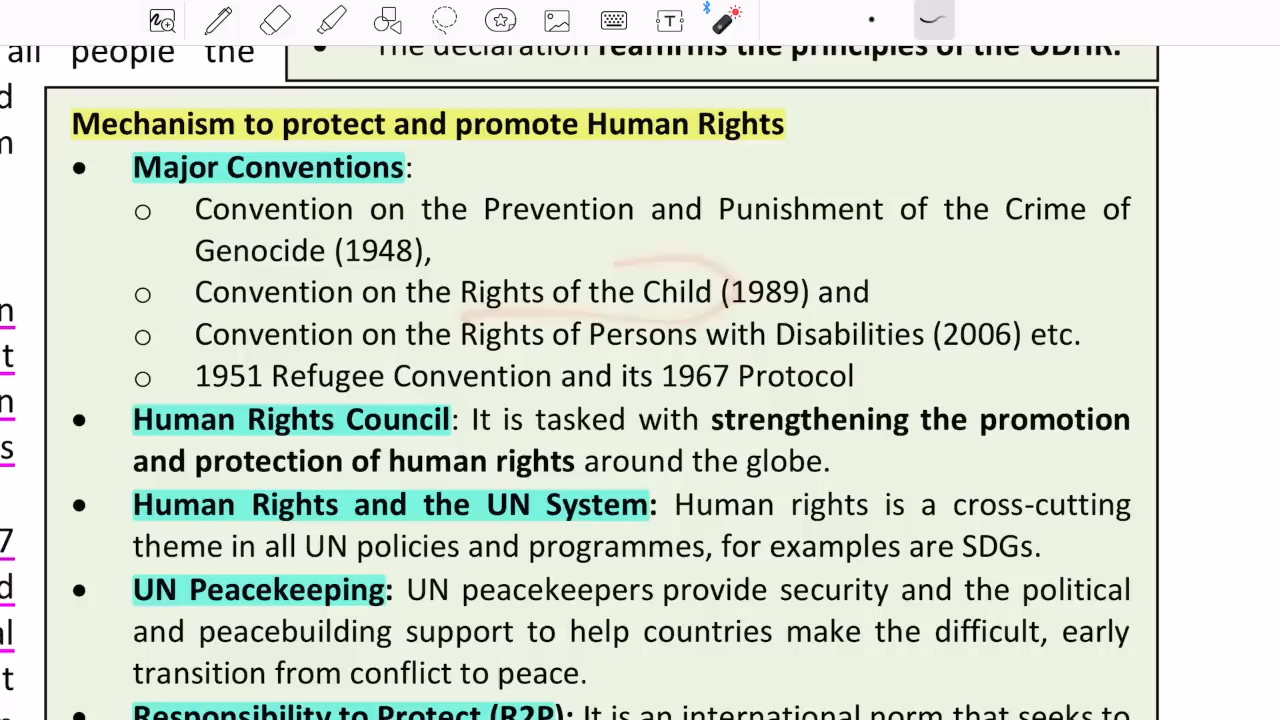 all people the
• The declaration reaffirms the principles of the UDHR.
d
m
Mechanism to protect and promote Human Rights
• Major Conventions:
o Convention on the Prevention and Punishment of the Crime of
Genocide (1948),
o Convention on the Rights of the Child (1989) and
o Convention on the Rights of Persons with Disabilities (2006) etc.
o 1951 Refugee Convention and its 1967 Protocol
• Human Rights Council: It is tasked with strengthening the promotion
and protection of human rights around the globe.
• Human Rights and the UN System: Human rights is a cross-cutting
theme in all UN policies and programmes, for examples are SDGs.
• UN Peacekeeping: UN peacekeepers provide security and the political
and peacebuilding support to help countries make the difficult, early
transition from conflict to peace.
• Responsibility to Protect (R2P): It is an international norm that seeks to
n
t
n
s
7
d
al
t